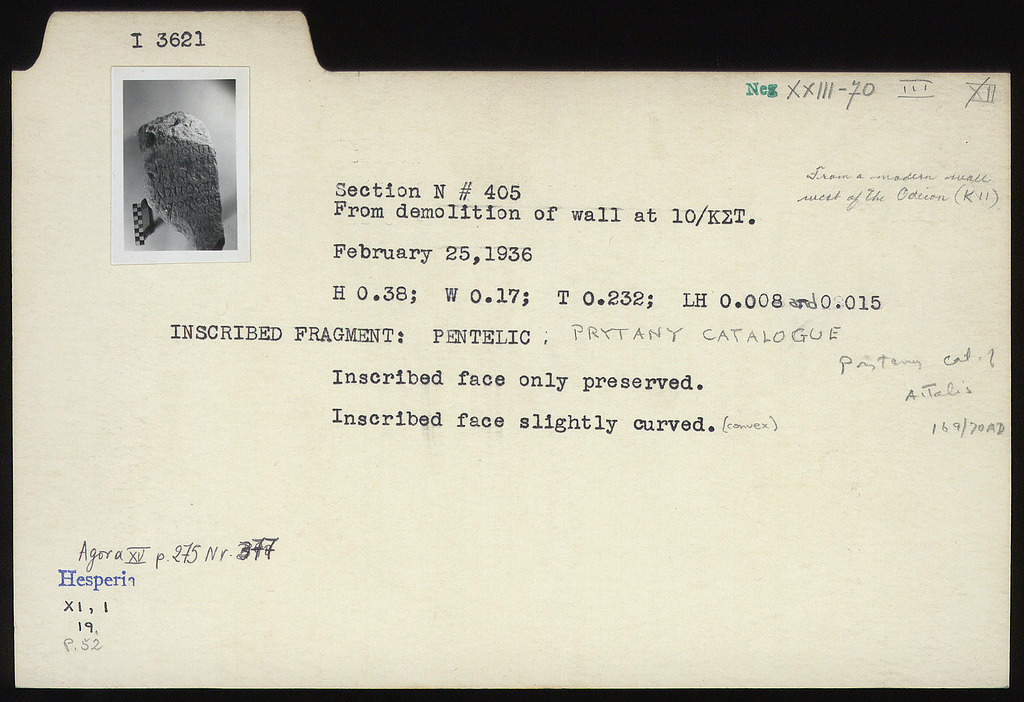 I 3621
Neg XXIII-70 III XII
From a modern wall
west of the Odeion (K 11)
Section N # 405
From demolition of wall at 10/ΚΣΤ.
February 25,1936
H 0.38; W 0.17; T 0.232; LH 0.008 and 0.015
INSCRIBED FRAGMENT: PENTELIC ; PRYTANY CATALOGUE
Prytany cat. of
Attalis
169/70 AD
Inscribed face only preserved.
Inscribed face slightly curved. (convex)
Agora XV p. 275 Nr. 377
Hesperia
XI, 1
19.
P. 52